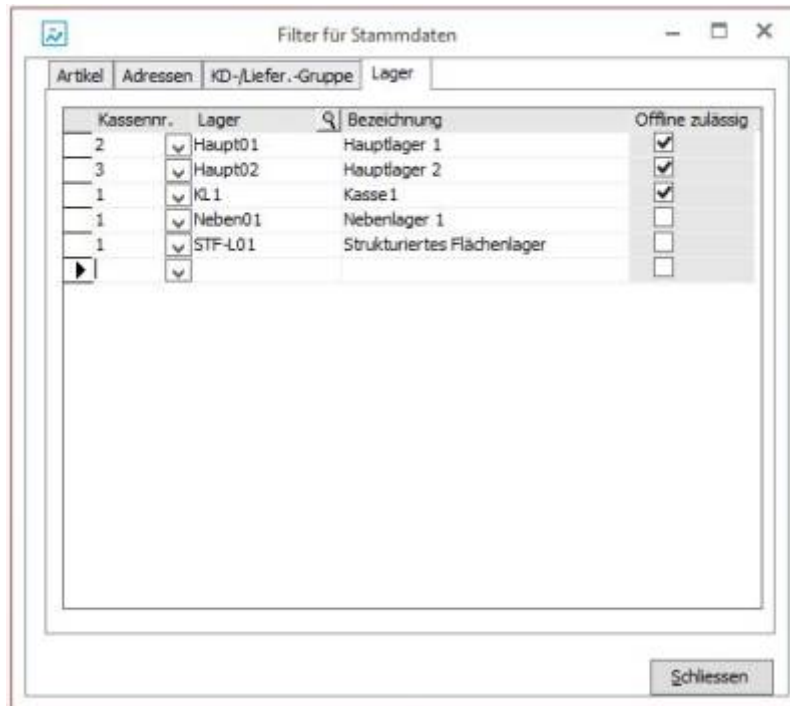 Filter für Stammdaten
Artikel Adressen KD-/Liefer.-Gruppe Lager
Kassennr. Lager Bezeichnung Offline zulässig
2 Haupt01 Hauptlager 1
3 Haupt02 Hauptlager 2
1 KL1 Kasse1
1 Neben01 Nebenlager 1
1 STF-L01 Strukturiertes Flächenlager
Schliessen